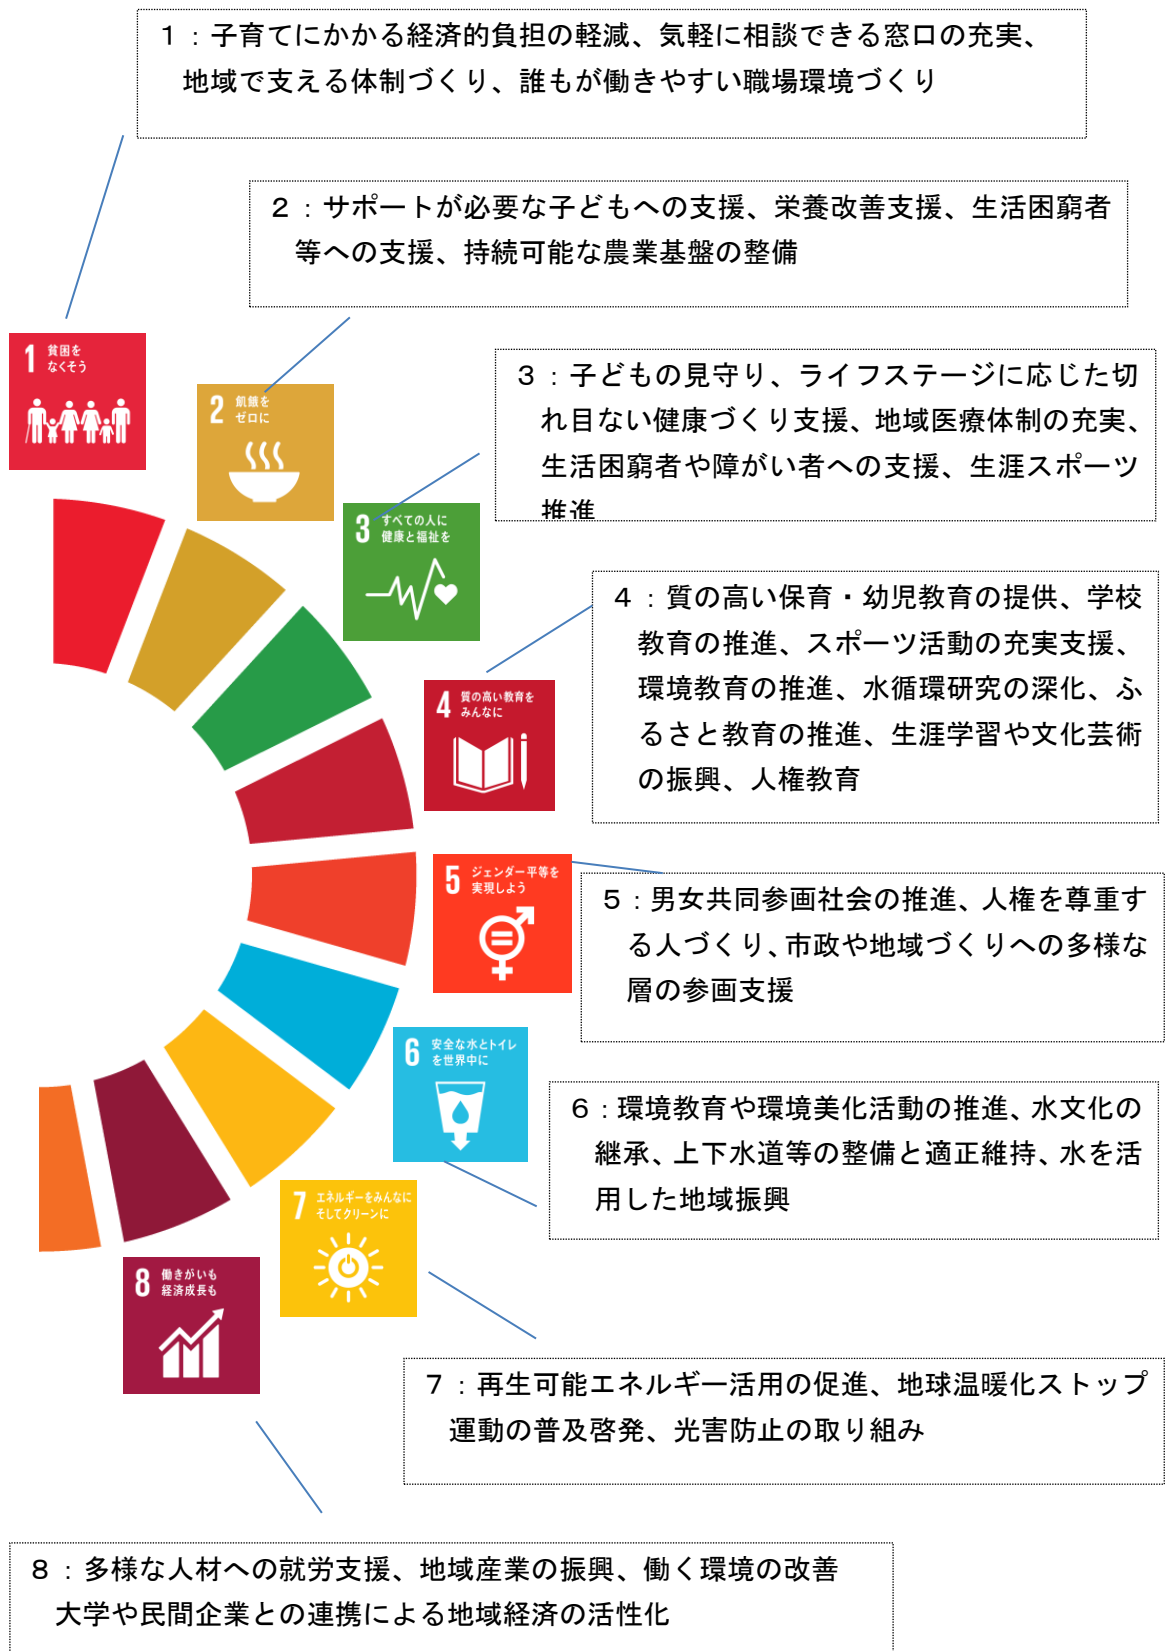 １：子育てにかかる経済的負担の軽減、気軽に相談できる窓口の充実、
地域で支える体制づくり、誰もが働きやすい職場環境づくり
２：サポートが必要な子どもへの支援、栄養改善支援、生活困窮者
等への支援、持続可能な農業基盤の整備
1 貧困を
なくそう
2 飢餓を
ゼロに
３：子どもの見守り、ライフステージに応じた切
れ目ない健康づくり支援、地域医療体制の充実、
生活困窮者や障がい者への支援、生涯スポーツ
推進
3 すべての人に
健康と福祉を
４：質の高い保育・幼児教育の提供、学校
教育の推進、スポーツ活動の充実支援、
環境教育の推進、水循環研究の深化、ふ
るさと教育の推進、生涯学習や文化芸術
の振興、人権教育
4 質の高い教育を
みんなに
5 ジェンダー平等を
実現しよう
５：男女共同参画社会の推進、人権を尊重す
る人づくり、市政や地域づくりへの多様な
層の参画支援
6 安全な水とトイレ
を世界中に
６：環境教育や環境美化活動の推進、水文化の
継承、上下水道等の整備と適正維持、水を活
用した地域振興
7 エネルギーをみんなに
そしてクリーンに
8 働きがいも
経済成長も
７：再生可能エネルギー活用の促進、地球温暖化ストップ
運動の普及啓発、光害防止の取り組み
８：多様な人材への就労支援、地域産業の振興、働く環境の改善
大学や民間企業との連携による地域経済の活性化